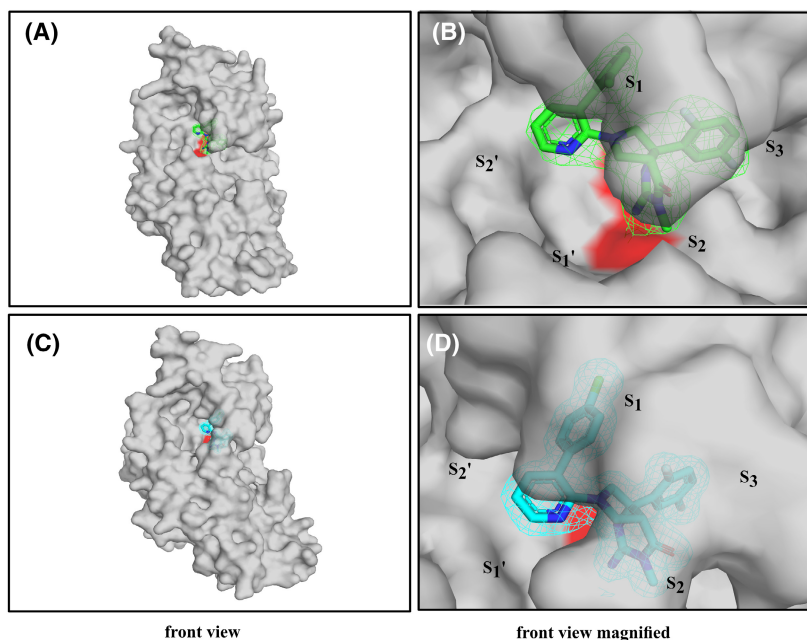 (A)
(B)
S1
S3
S2'
S2
S1'
(C)
(D)
S1
S2'
S3
S1'
S2
front view
front view magnified